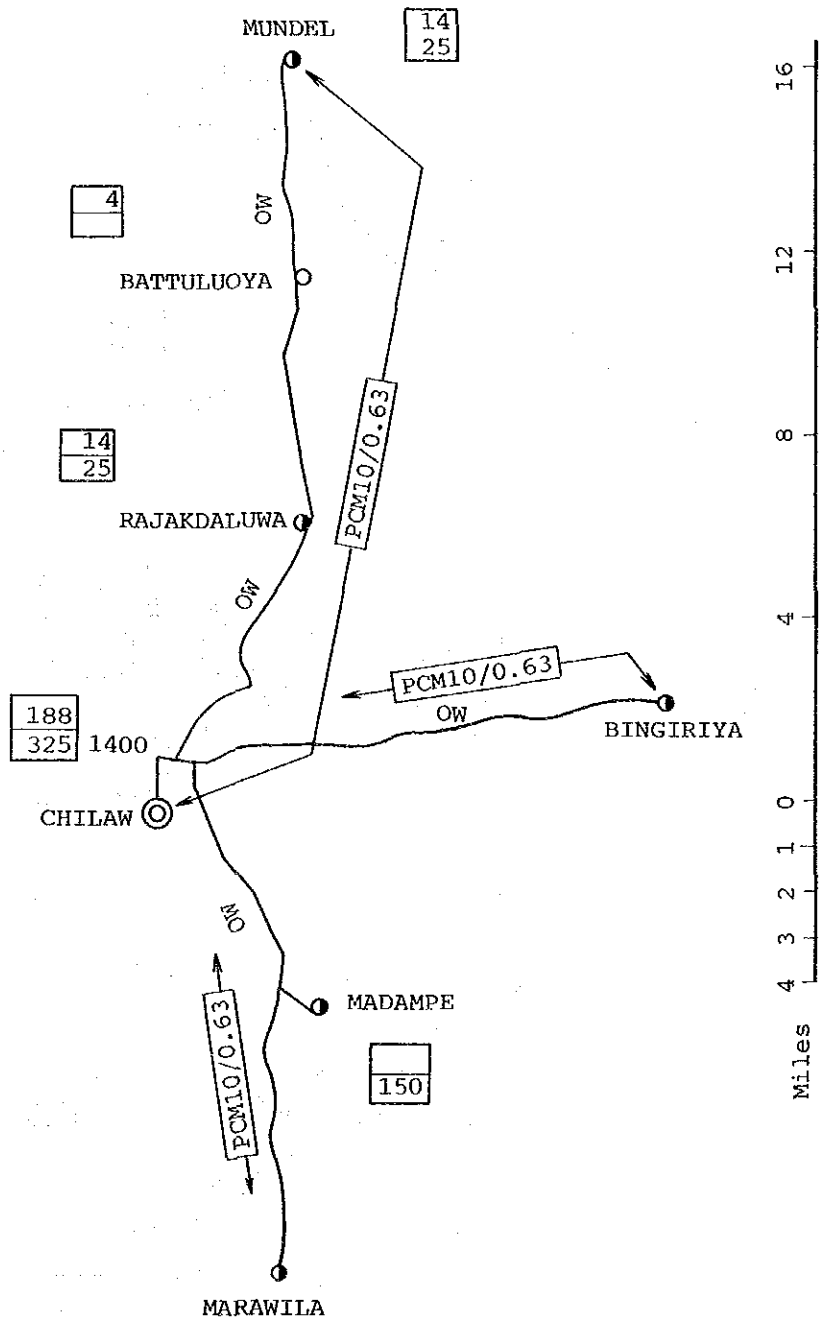 MUNDEL
14
25
OW
4
BATTULUOYA
PCM10/0.63
14
25
RAJAKDALUWA
OW
188
325 1400
CHILAW
PCM10/0.63
OW
BINGIRIYA
OW
MADAMPE
150
PCM10/0.63
MARAWILA
16
12
8
4
0
1
2
3
4
Miles